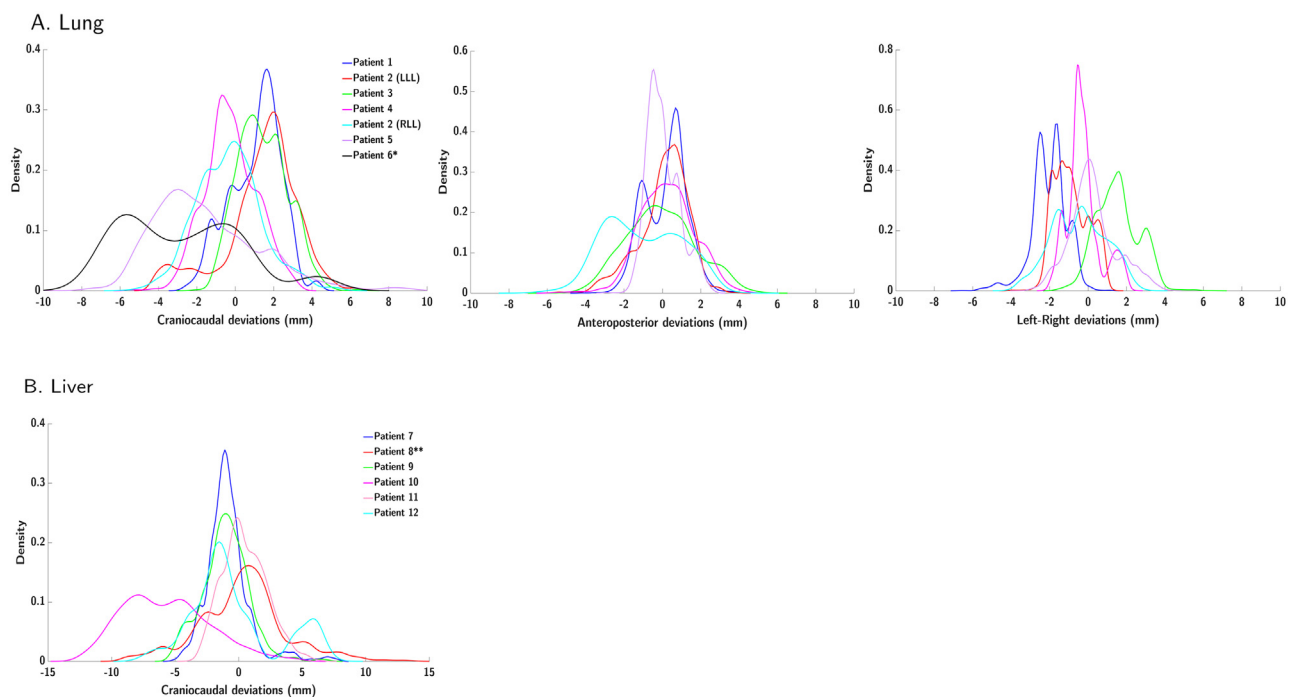 A. Lung
0.4
0.3
0.2
0.1
0
-10
-8
-6
-4
-2
0
2
4
6
8
10
Density
Craniocaudal deviations (mm)
Patient 1
Patient 2 (LLL)
Patient 3
Patient 4
Patient 2 (RLL)
Patient 5
Patient 6*
0.6
0.5
0.4
0.3
0.2
0.1
0
-10
-8
-6
-4
-2
0
2
4
6
8
10
Density
Anteroposterior deviations (mm)
0.8
0.6
0.4
0.2
0
-10
-8
-6
-4
-2
0
2
4
6
8
10
Density
Left-Right deviations (mm)
B. Liver
0.4
0.3
0.2
0.1
0
-15
-10
-5
0
5
10
15
Density
Craniocaudal deviations (mm)
Patient 7
Patient 8**
Patient 9
Patient 10
Patient 11
Patient 12